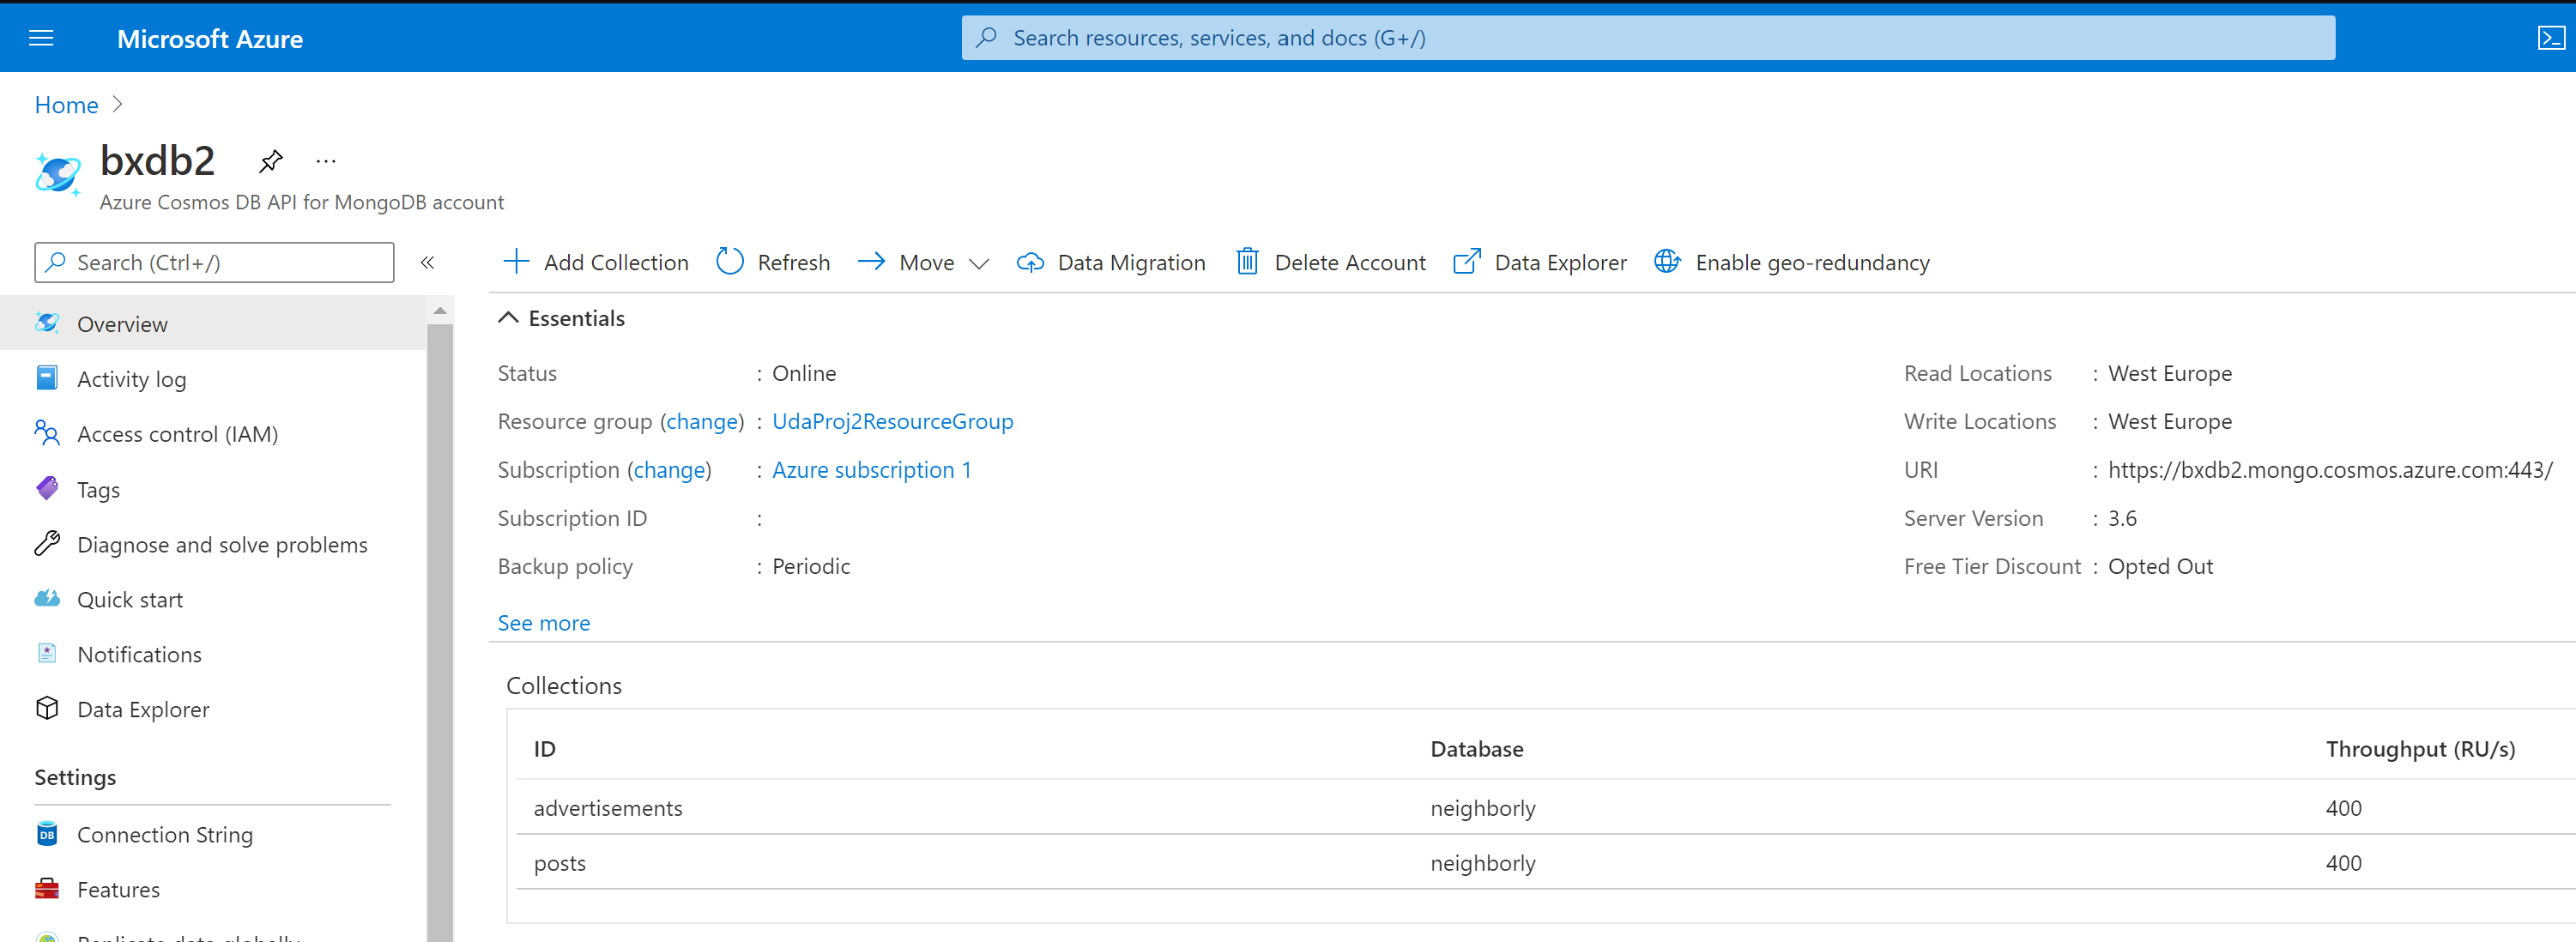 Microsoft Azure
Search resources, services, and docs (G+/)
Home
bxdb2
Azure Cosmos DB API for MongoDB account
Search (Ctrl+/)
Overview
Activity log
Access control (IAM)
Tags
Diagnose and solve problems
Quick start
Notifications
Data Explorer
Settings
Connection String
Features
Replicate data globally
Add Collection Refresh Move Data Migration Delete Account Data Explorer Enable geo-redundancy
Essentials
Status : Online
Resource group (change) : UdaProj2ResourceGroup
Subscription (change) : Azure subscription 1
Subscription ID :
Backup policy : Periodic
See more
Read Locations : West Europe
Write Locations : West Europe
URI : https://bxdb2.mongo.cosmos.azure.com:443/
Server Version : 3.6
Free Tier Discount : Opted Out
Collections
ID Database Throughput (RU/s)
advertisements neighborly 400
posts neighborly 400